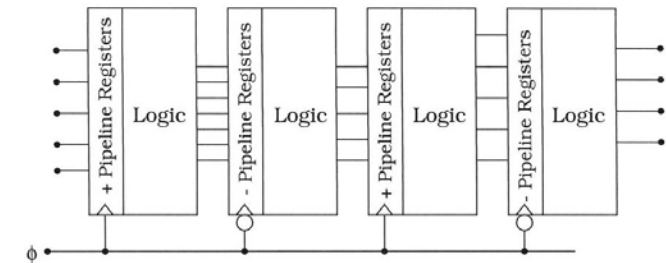 + Pipeline Registers
Logic
- Pipeline Registers
Logic
+ Pipeline Registers
Logic
- Pipeline Registers
Logic
ϕ